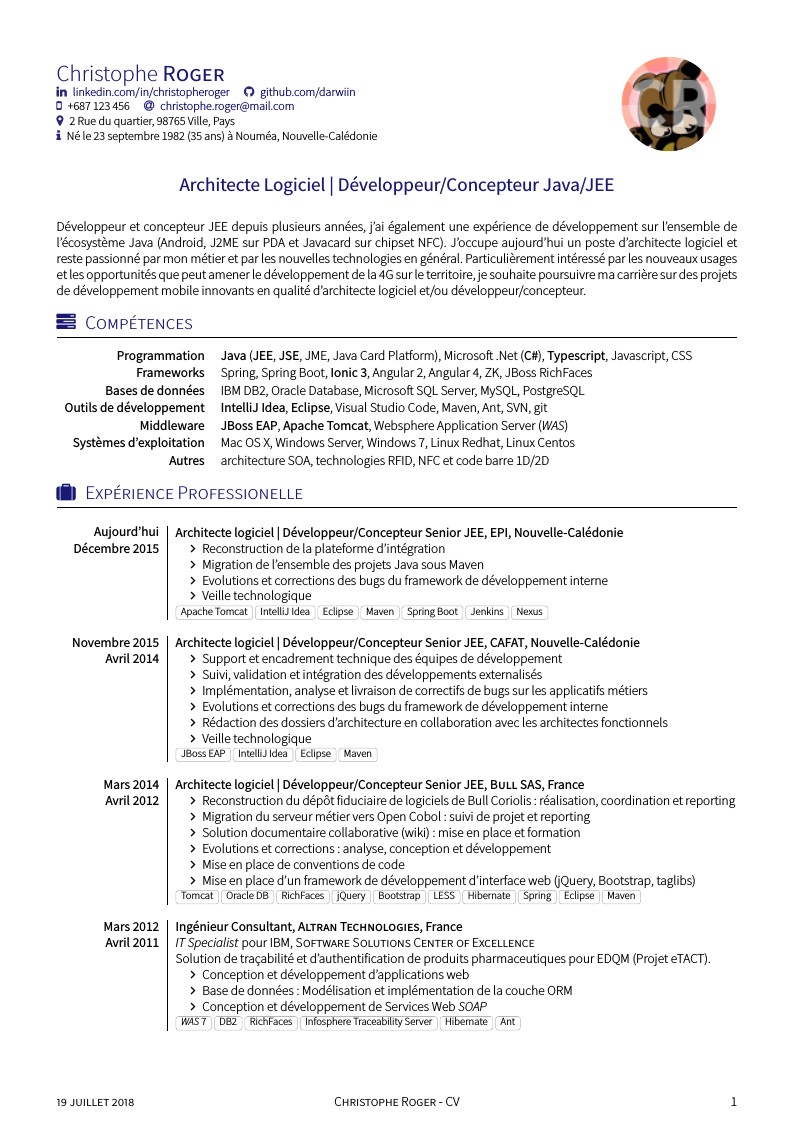 Christophe ROGER
linkedin.com/in/christopheroger github.com/darwiin
+687 123 456 christophe.roger@mail.com
2 Rue du quartier, 98765 Ville, Pays
Né le 23 septembre 1982 (35 ans) à Nouméa, Nouvelle-Calédonie
CR
Architecte Logiciel | Développeur/Concepteur Java/JEE
Développeur et concepteur JEE depuis plusieurs années, j'ai également une expérience de développement sur l'ensemble de
l'écosystème Java (Android, J2ME sur PDA et Javacard sur chipset NFC). J'occupe aujourd'hui un poste d'architecte logiciel et
reste passionné par mon métier et par les nouvelles technologies en général. Particulièrement intéressé par les nouveaux usages
et les opportunités que peut amener le développement de la 4G sur le territoire, je souhaite poursuivre ma carrière sur des projets
de développement mobile innovants en qualité d'architecte logiciel et/ou développeur/concepteur.
COMPÉTENCES
Programmation Java (JEE, JSE, JME, Java Card Platform), Microsoft .Net (C#), Typescript, Javascript, CSS
Frameworks Spring, Spring Boot, Ionic 3, Angular 2, Angular 4, ZK, JBoss RichFaces
Bases de données IBM DB2, Oracle Database, Microsoft SQL Server, MySQL, PostgreSQL
Outils de développement IntelliJ Idea, Eclipse, Visual Studio Code, Maven, Ant, SVN, git
Middleware JBoss EAP, Apache Tomcat, Websphere Application Server (WAS)
Systèmes d'exploitation Mac OS X, Windows Server, Windows 7, Linux Redhat, Linux Centos
Autres architecture SOA, technologies RFID, NFC et code barre 1D/2D
EXPÉRIENCE PROFESSIONELLE
Aujourd'hui Architecte logiciel | Développeur/Concepteur Senior JEE, EPI, Nouvelle-Calédonie
Décembre 2015 Reconstruction de la plateforme d'intégration
Migration de l'ensemble des projets Java sous Maven
Evolutions et corrections des bugs du framework de développement interne
Veille technologique
Apache Tomcat IntelliJ Idea Eclipse Maven Spring Boot Jenkins Nexus
Novembre 2015 Architecte logiciel | Développeur/Concepteur Senior JEE, CAFAT, Nouvelle-Calédonie
Avril 2014 Support et encadrement technique des équipes de développement
Suivi, validation et intégration des développements externalisés
Implémentation, analyse et livraison de correctifs de bugs sur les applicatifs métiers
Evolutions et corrections des bugs du framework de développement interne
Rédaction des dossiers d'architecture en collaboration avec les architectes fonctionnels
Veille technologique
JBoss EAP IntelliJ Idea Eclipse Maven
Mars 2014 Architecte logiciel | Développeur/Concepteur Senior JEE, BULL SAS, France
Avril 2012 Reconstruction du dépôt fiduciaire de logiciels de Bull Coriolis : réalisation, coordination et reporting
Migration du serveur métier vers Open Cobol : suivi de projet et reporting
Solution documentaire collaborative (wiki) : mise en place et formation
Evolutions et corrections : analyse, conception et développement
Mise en place de conventions de code
Mise en place d'un framework de développement d'interface web (jQuery, Bootstrap, taglibs)
Tomcat Oracle DB RichFaces jQuery Bootstrap LESS Hibernate Spring Eclipse Maven
Mars 2012 Ingénieur Consultant, ALTRAN TECHNOLOGIES, France
Avril 2011 IT Specialist pour IBM, SOFTWARE SOLUTIONS CENTER OF EXCELLENCE
Solution de traçabilité et d'authentification de produits pharmaceutiques pour EDQM (Projet eTACT).
Conception et développement d'applications web
Base de données : Modélisation et implémentation de la couche ORM
Conception et développement de Services Web SOAP
WAS 7 DB2 RichFaces Infosphere Traceability Server Hibernate Ant
19 JUILLET 2018 CHRISTOPHE ROGER - CV 1